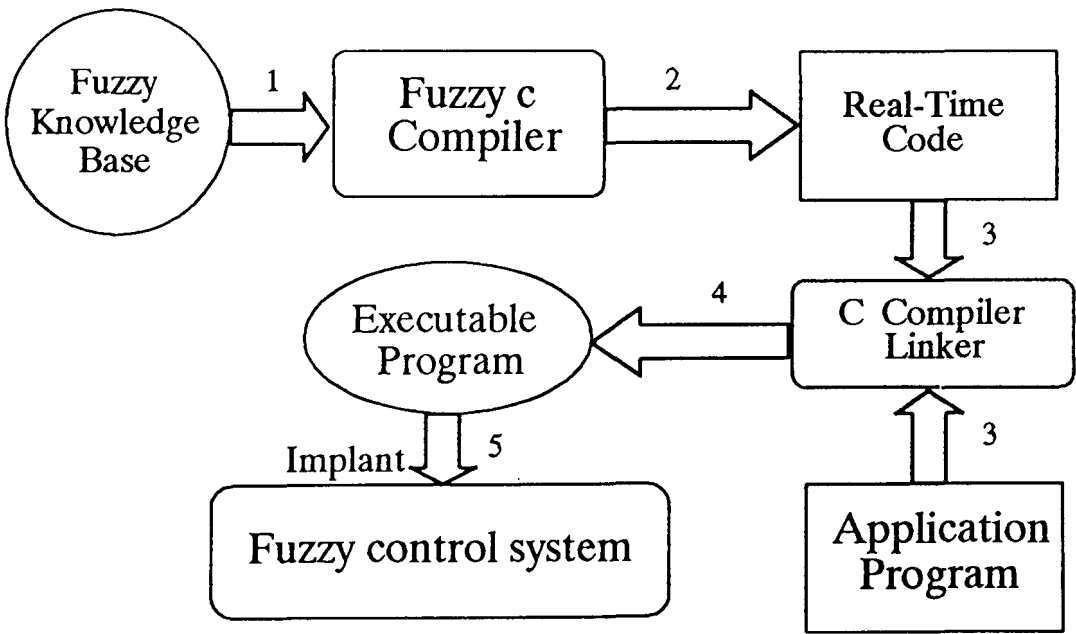 Fuzzy
Knowledge
Base
1
Fuzzy c
Compiler
2
Real-Time
Code
3
Executable
Program
4
C Compiler
Linker
Implant
5
3
Fuzzy control system
Application
Program